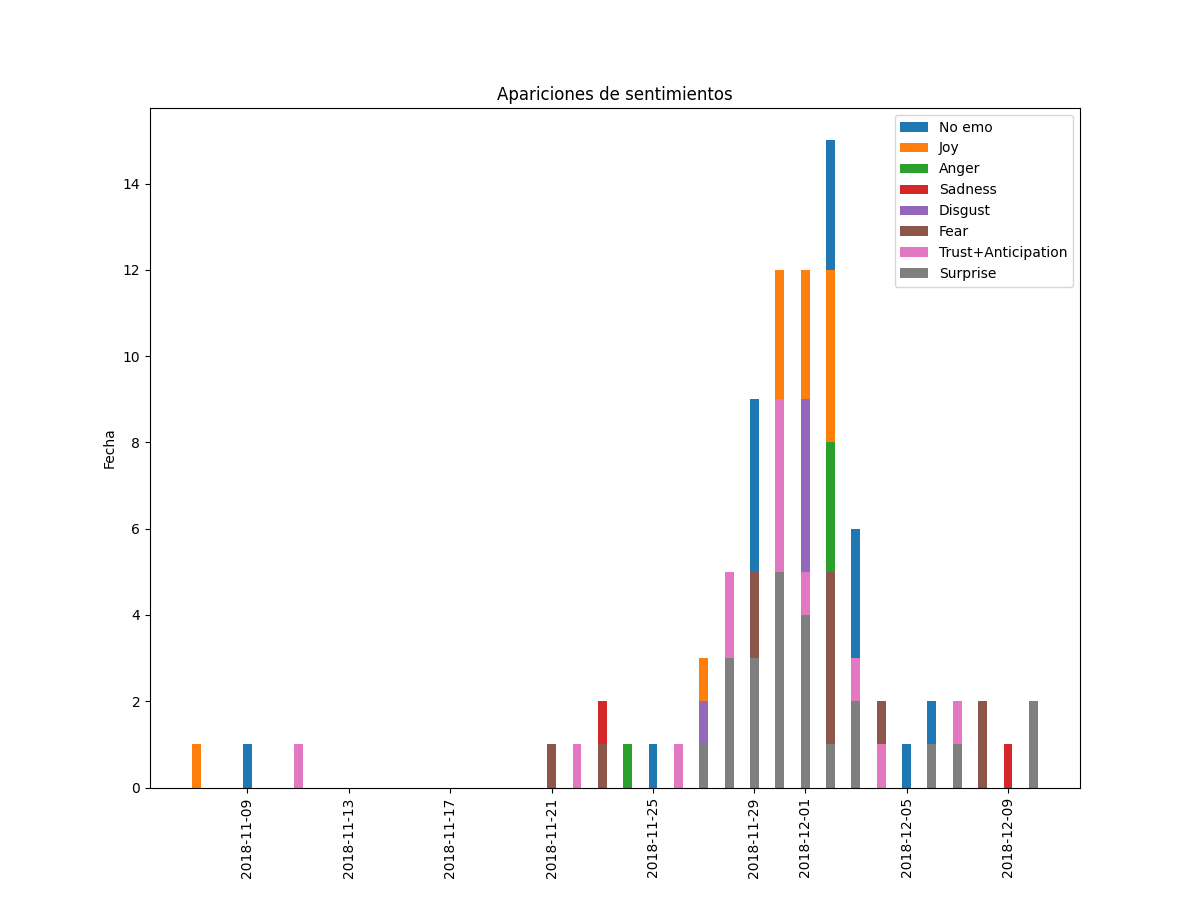 Apariciones de sentimientos
No emo
Joy
Anger
Sadness
Disgust
Fear
Trust+Anticipation
Surprise
Fecha
14
12
10
8
6
4
2
0
2018-11-09
2018-11-13
2018-11-17
2018-11-21
2018-11-25
2018-11-29
2018-12-01
2018-12-05
2018-12-09